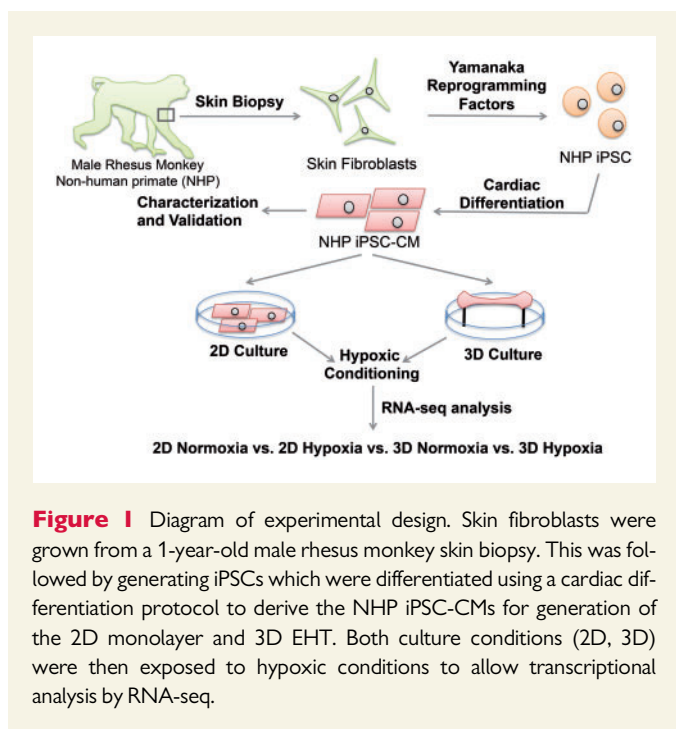 Skin Biopsy
Yamanaka
Reprogramming
Factors
Male Rhesus Monkey
Non-human primate (NHP)
Skin Fibroblasts
NHP iPSC
Characterization
and Validation
Cardiac
Differentiation
NHP iPSC-CM
2D Culture
Hypoxic
Conditioning
3D Culture
RNA-seq analysis
2D Normoxia vs. 2D Hypoxia vs. 3D Normoxia vs. 3D Hypoxia
Figure 1 Diagram of experimental design. Skin fibroblasts were
grown from a 1-year-old male rhesus monkey skin biopsy. This was fol-
lowed by generating iPSCs which were differentiated using a cardiac dif-
ferentiation protocol to derive the NHP iPSC-CMs for generation of
the 2D monolayer and 3D EHT. Both culture conditions (2D, 3D)
were then exposed to hypoxic conditions to allow transcriptional
analysis by RNA-seq.